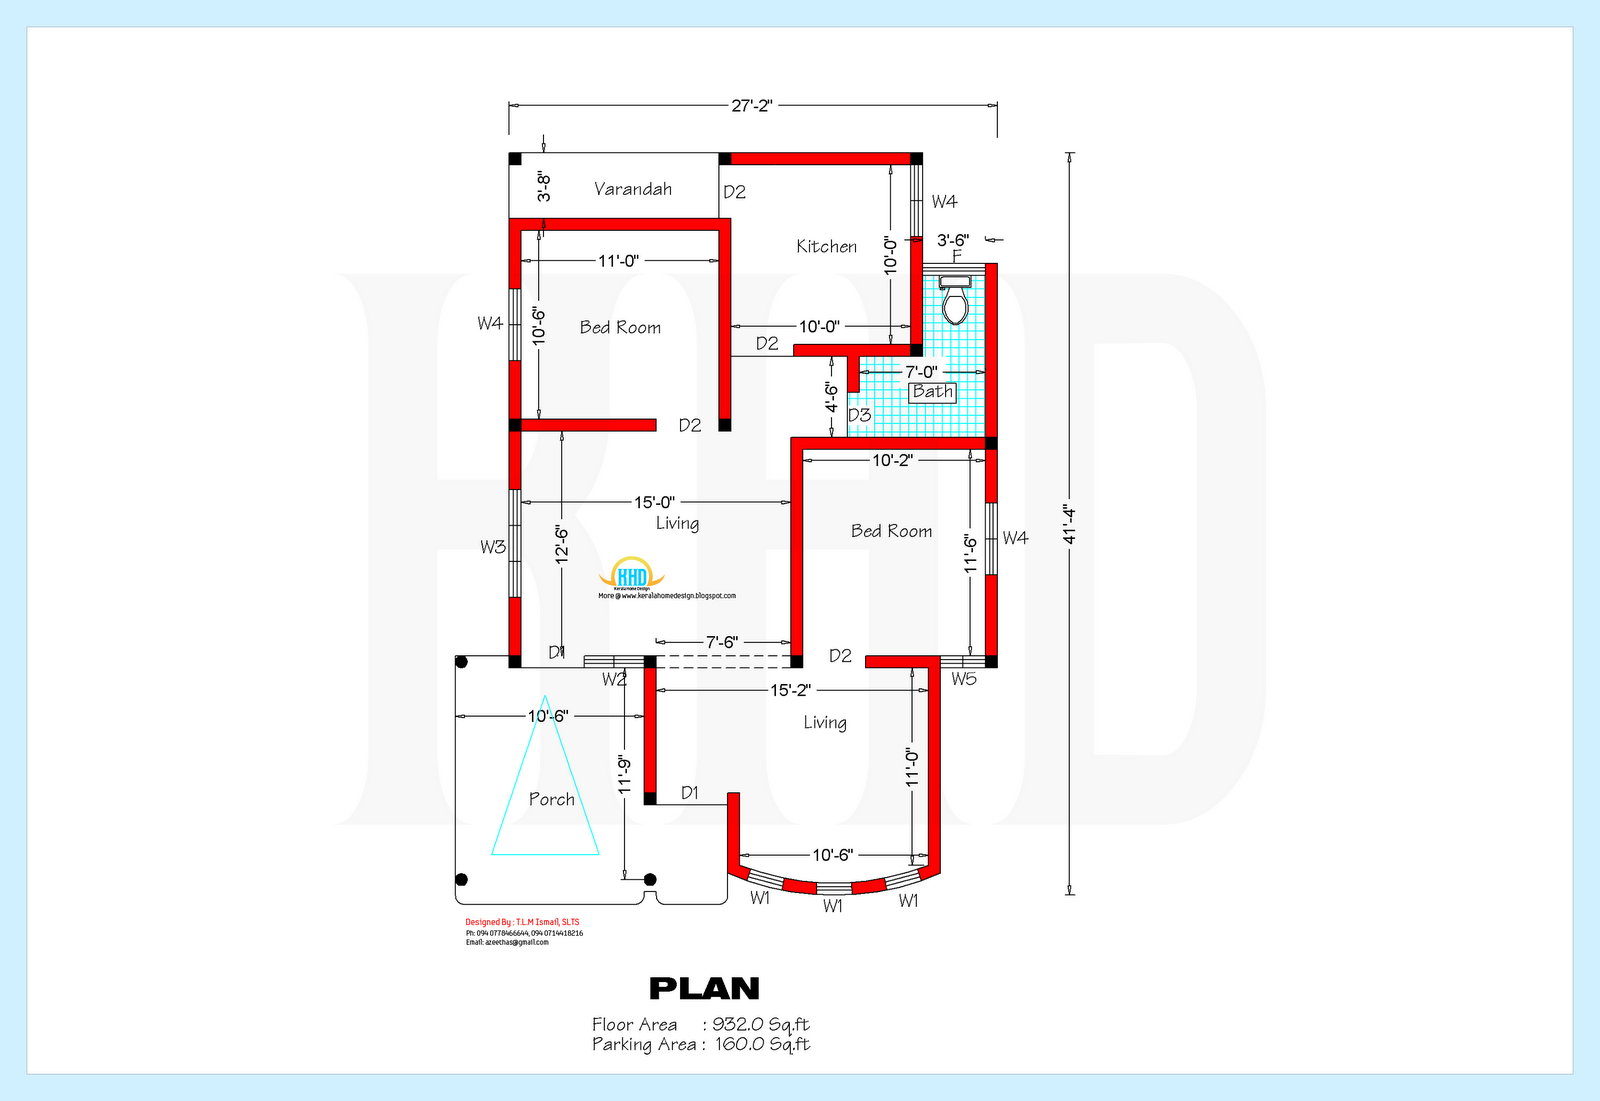 27'-2"
3'-8"
Varandah
D2
W4
Kitchen
10'-0"
3'-6"
F
11'-0"
W4
10'-6"
Bed Room
10'-0"
D2
7'-0"
Bath
4'-6"
D3
D2
10'-2"
15'-0"
Living
12'-6"
W3
Bed Room
11'-6"
W4
41'-4"
KHD
Kerala Home Design
More @ www.keralahomedesign.blogspot.com
7'-6"
D1
D2
W2
W5
15'-2"
10'-6"
Living
11'-9"
11'-0"
Porch
D1
10'-6"
W1
W1
W1
KHD
Designed By : T.L.M Ismail, SLTS
Ph: 094 0778466644, 094 0714418216
Email: azeethas@gmail.com
PLAN
Floor Area : 932.0 Sq.ft
Parking Area : 160.0 Sq.ft